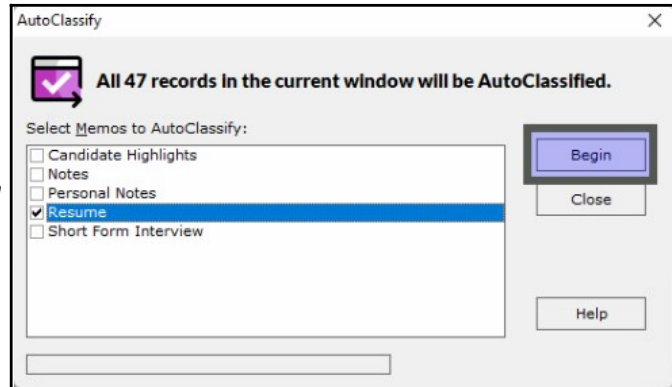 AutoClassify
All 47 records in the current window will be AutoClassified.
Select Memos to AutoClassify:
Candidate Highlights
Notes
Personal Notes
Resume
Short Form Interview
Begin
Close
Help